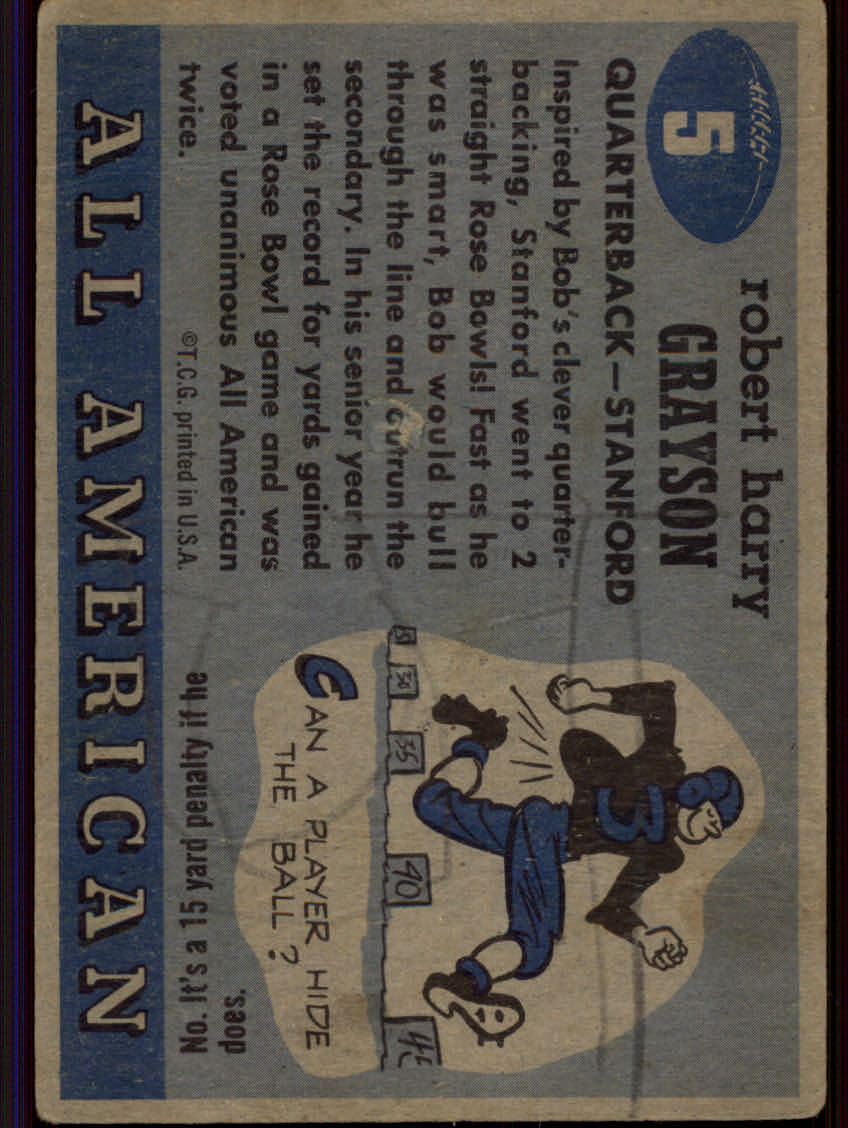 5
robert harry
GRAYSON
QUARTERBACK—STANFORD
Inspired by Bob's clever quarter-
backing, Stanford went to 2
straight Rose Bowls! Fast as he
was smart, Bob would bull
through the line and outrun the
secondary. In his senior year he
set the record for yards gained
in a Rose Bowl game and was
voted unanimous All American
twice.
©T.C.G. printed in U.S.A.
3
30
35
40
CAN A PLAYER HIDE
THE BALL?
No. It's a 15 yard penalty if he
does.
ALL AMERICAN